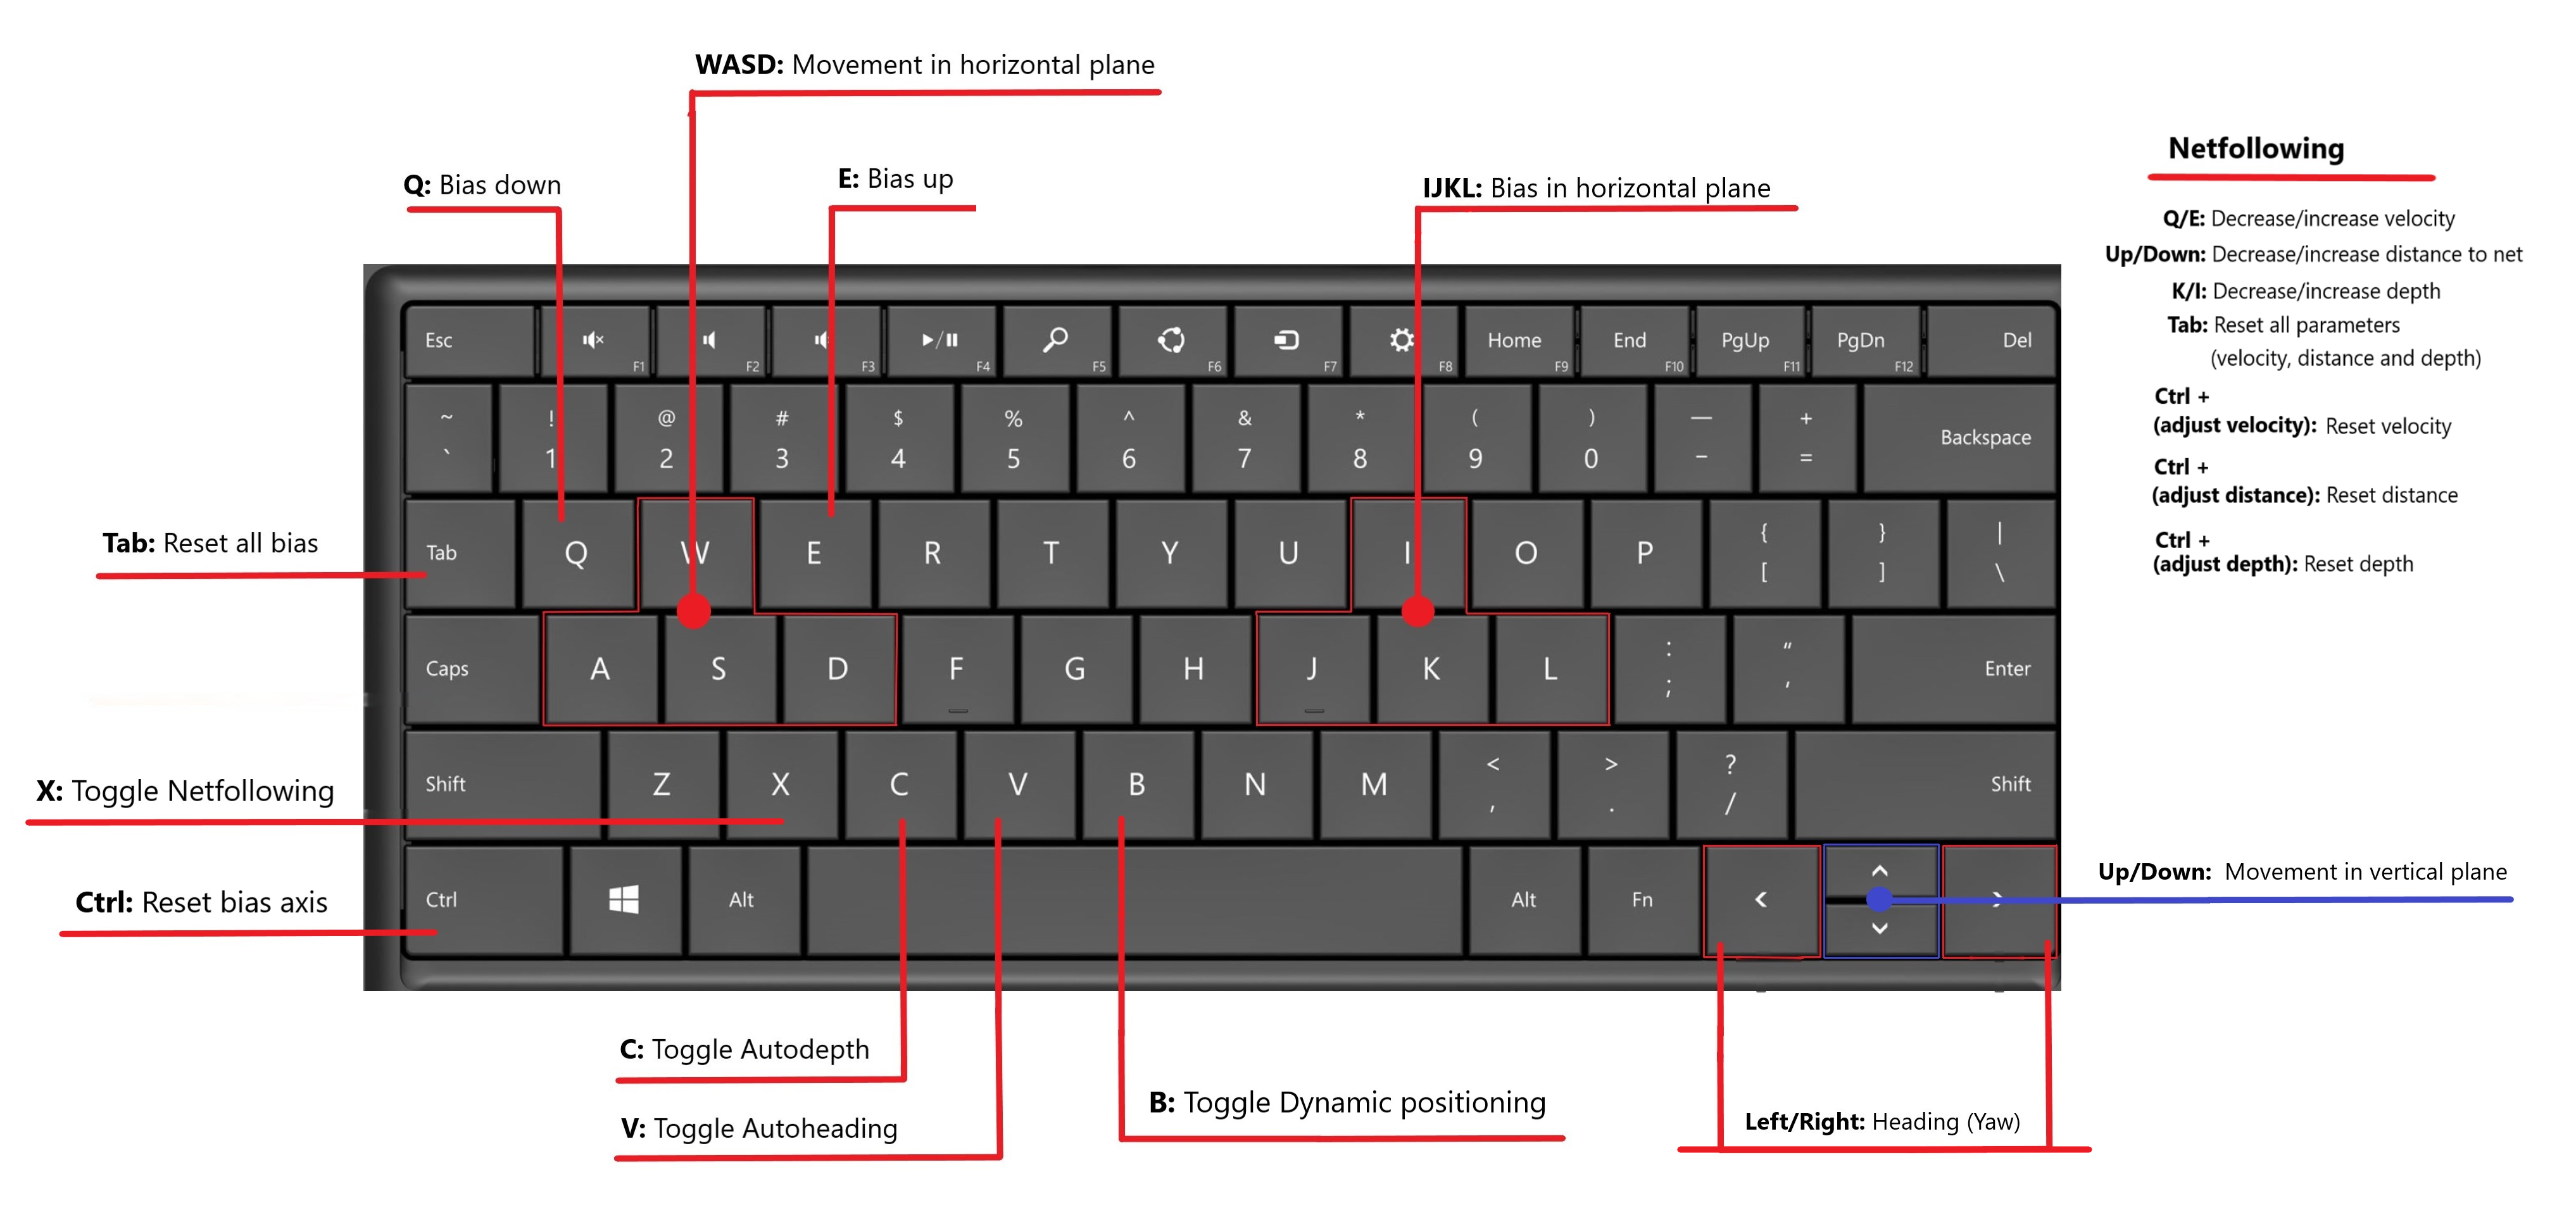 WASD: Movement in horizontal plane
Q: Bias down
E: Bias up
IJKL: Bias in horizontal plane
Netfollowing
Q/E: Decrease/increase velocity
Up/Down: Decrease/increase distance to net
K/I: Decrease/increase depth
Tab: Reset all parameters
(velocity, distance and depth)
Ctrl +
(adjust velocity): Reset velocity
Ctrl +
(adjust distance): Reset distance
Ctrl +
(adjust depth): Reset depth
Esc F1 F2 F3 F4 F5 F6 F7 F8 Home F9 End F10 PgUp F11 PgDn F12 Del
~ ! @ # $ % ^ & * ( ) — +
` 1 2 3 4 5 6 7 8 9 0 - = Backspace
Tab: Reset all bias
Tab Q W E R T Y U I O P { [ } ] | \
Caps A S D F G H J K L : ; “ ‘ Enter
X: Toggle Netfollowing
Shift Z X C V B N M < , > . ? / Shift
Ctrl: Reset bias axis
Ctrl Alt Alt Fn < ^ v >
Up/Down: Movement in vertical plane
C: Toggle Autodepth
V: Toggle Autoheading
B: Toggle Dynamic positioning
Left/Right: Heading (Yaw)